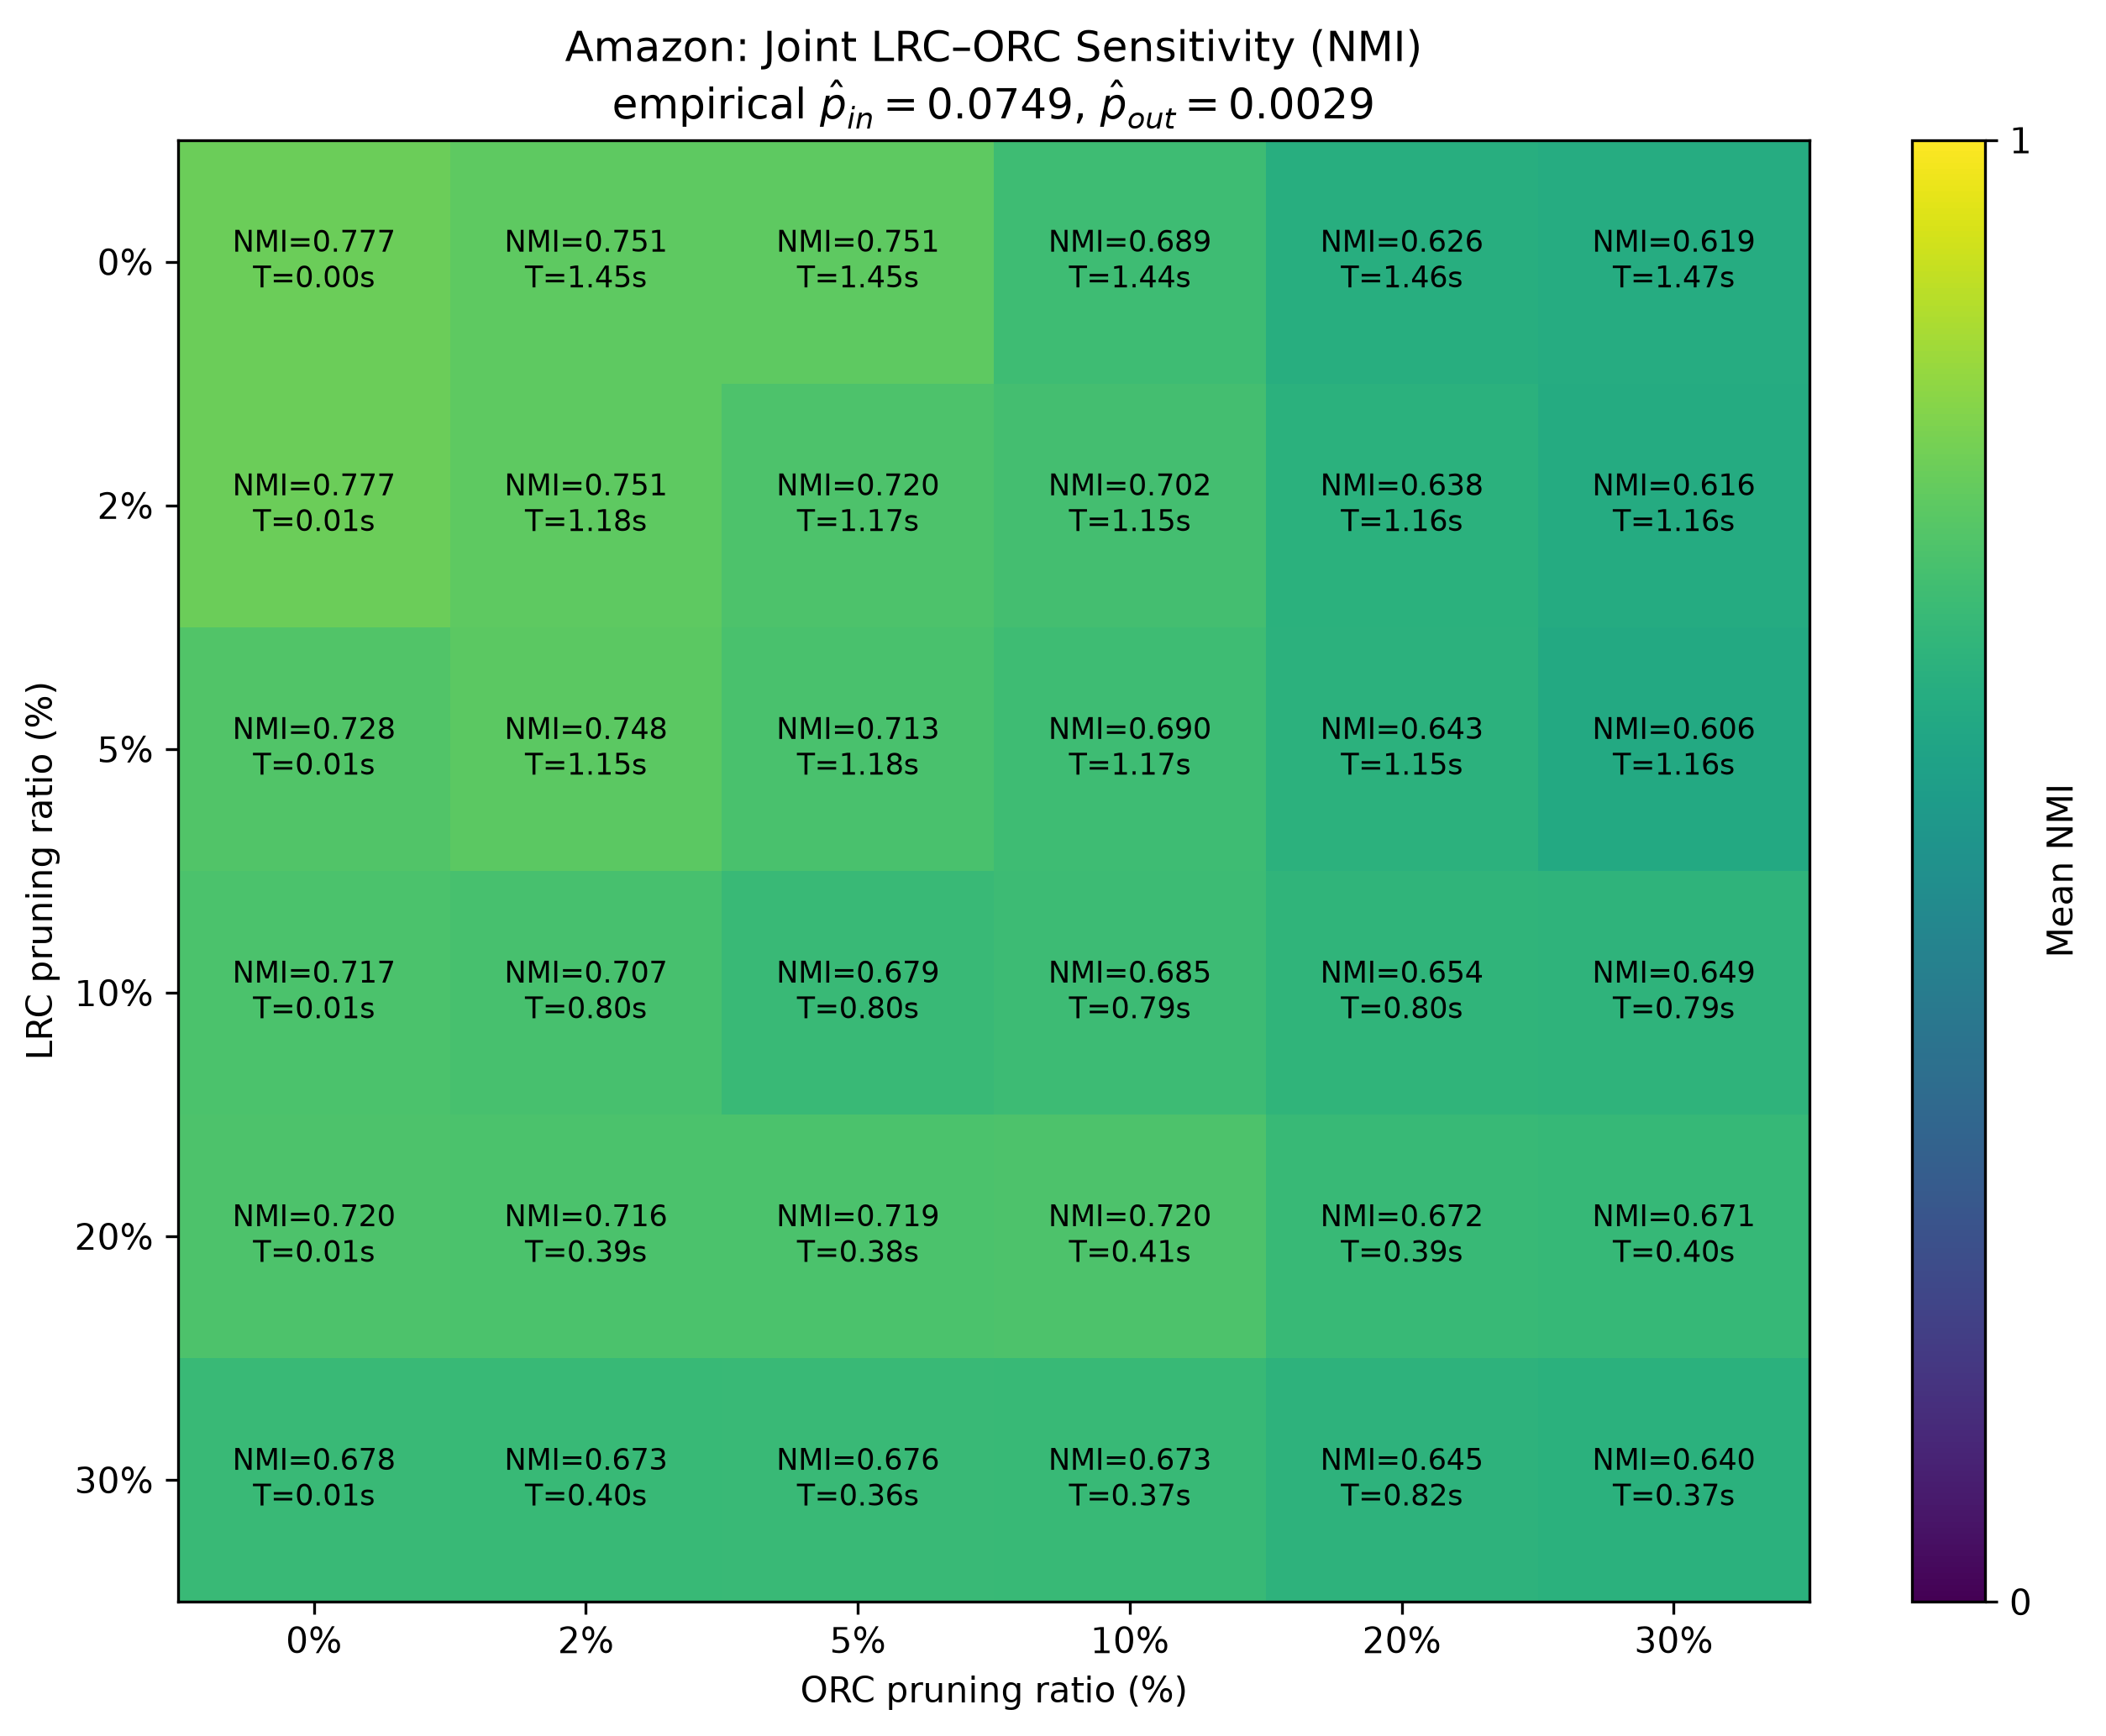 Amazon: Joint LRC–ORC Sensitivity (NMI)
empirical p̂_in = 0.0749, p̂_out = 0.0029
1
NMI=0.777 NMI=0.751 NMI=0.751 NMI=0.689 NMI=0.626 NMI=0.619
0%
T=0.00s T=1.45s T=1.45s T=1.44s T=1.46s T=1.47s
NMI=0.777 NMI=0.751 NMI=0.720 NMI=0.702 NMI=0.638 NMI=0.616
2%
T=0.01s T=1.18s T=1.17s T=1.15s T=1.16s T=1.16s
NMI=0.728 NMI=0.748 NMI=0.713 NMI=0.690 NMI=0.643 NMI=0.606
5%
T=0.01s T=1.15s T=1.18s T=1.17s T=1.15s T=1.16s
LRC pruning ratio (%)
Mean NMI
NMI=0.717 NMI=0.707 NMI=0.679 NMI=0.685 NMI=0.654 NMI=0.649
10%
T=0.01s T=0.80s T=0.80s T=0.79s T=0.80s T=0.79s
NMI=0.720 NMI=0.716 NMI=0.719 NMI=0.720 NMI=0.672 NMI=0.671
20%
T=0.01s T=0.39s T=0.38s T=0.41s T=0.39s T=0.40s
NMI=0.678 NMI=0.673 NMI=0.676 NMI=0.673 NMI=0.645 NMI=0.640
30%
T=0.01s T=0.40s T=0.36s T=0.37s T=0.82s T=0.37s
0
0% 2% 5% 10% 20% 30%
ORC pruning ratio (%)